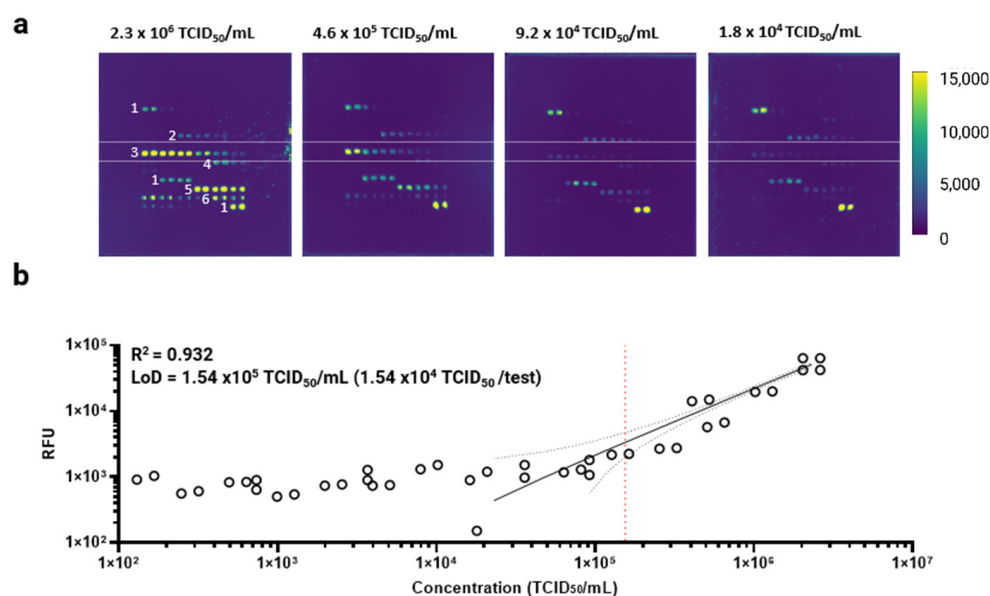 a
2.3 x 10⁶ TCID₅₀/mL 4.6 x 10⁵ TCID₅₀/mL 9.2 x 10⁴ TCID₅₀/mL 1.8 x 10⁴ TCID₅₀/mL
15,000
1
10,000
2
3
4
1
5,000
5
6
1
0
b
1×10⁵
R² = 0.932
LoD = 1.54 x10⁵ TCID₅₀/mL (1.54 x10⁴ TCID₅₀ /test)
1×10⁴
RFU
1×10³
1×10²
1×10² 1×10³ 1×10⁴ 1×10⁵ 1×10⁶ 1×10⁷
Concentration (TCID₅₀/mL)